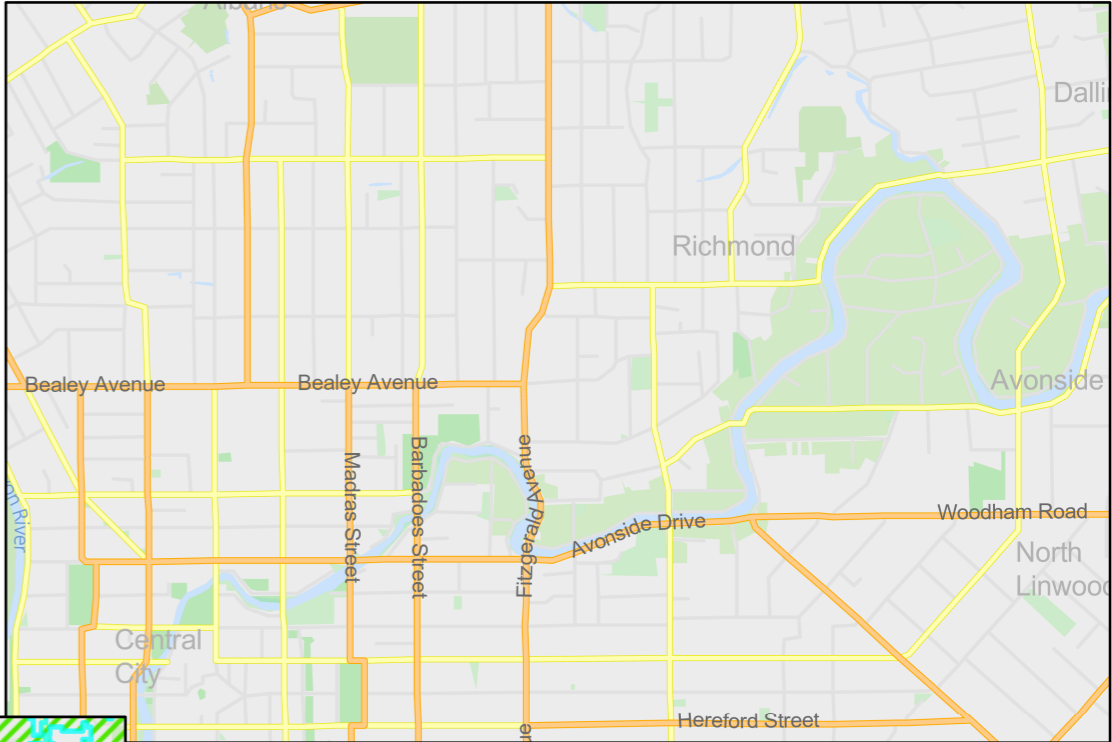 Dalli
Richmond
Avonside
Bealey Avenue
Bealey Avenue
Madras Street
Barbadoes Street
Fitzgerald Avenue
Avonside Drive
Woodham Road
North
Linwood
River
Central
City
Hereford Street